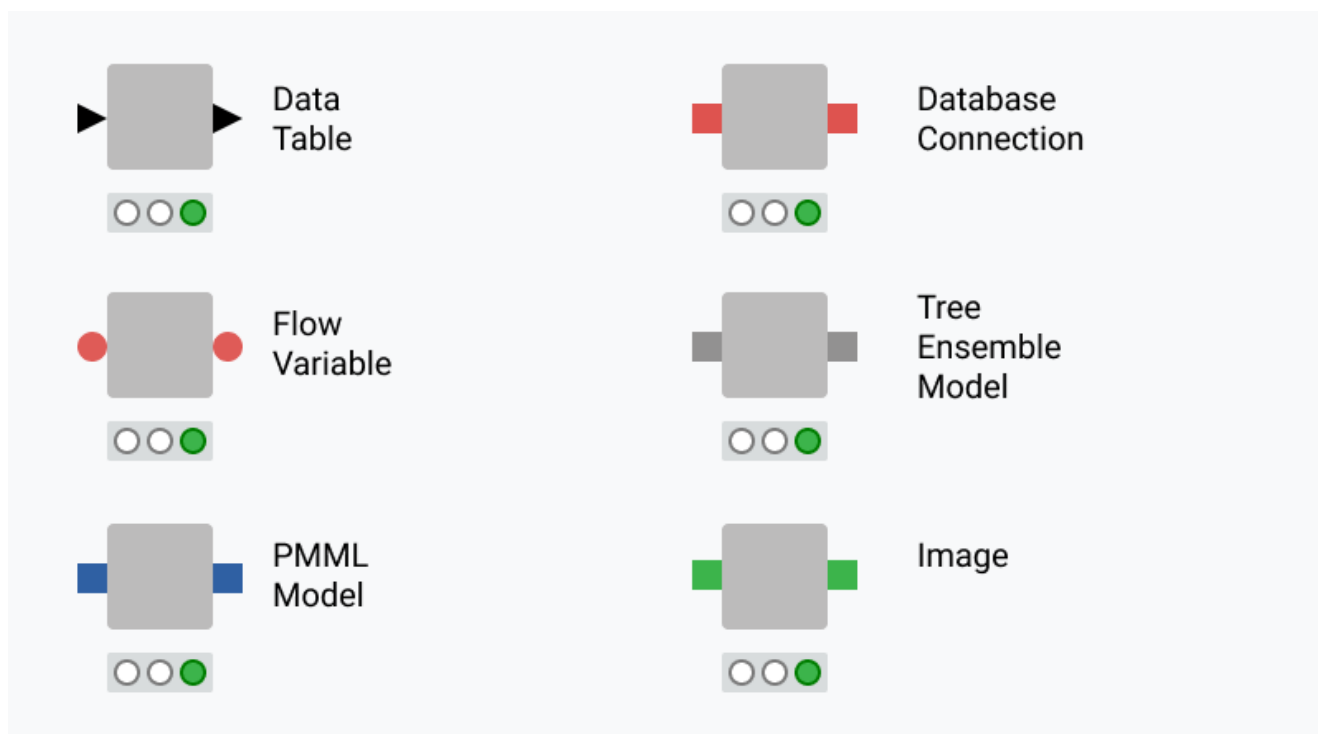 Data
Table
Database
Connection
Flow
Variable
Tree
Ensemble
Model
PMML
Model
Image